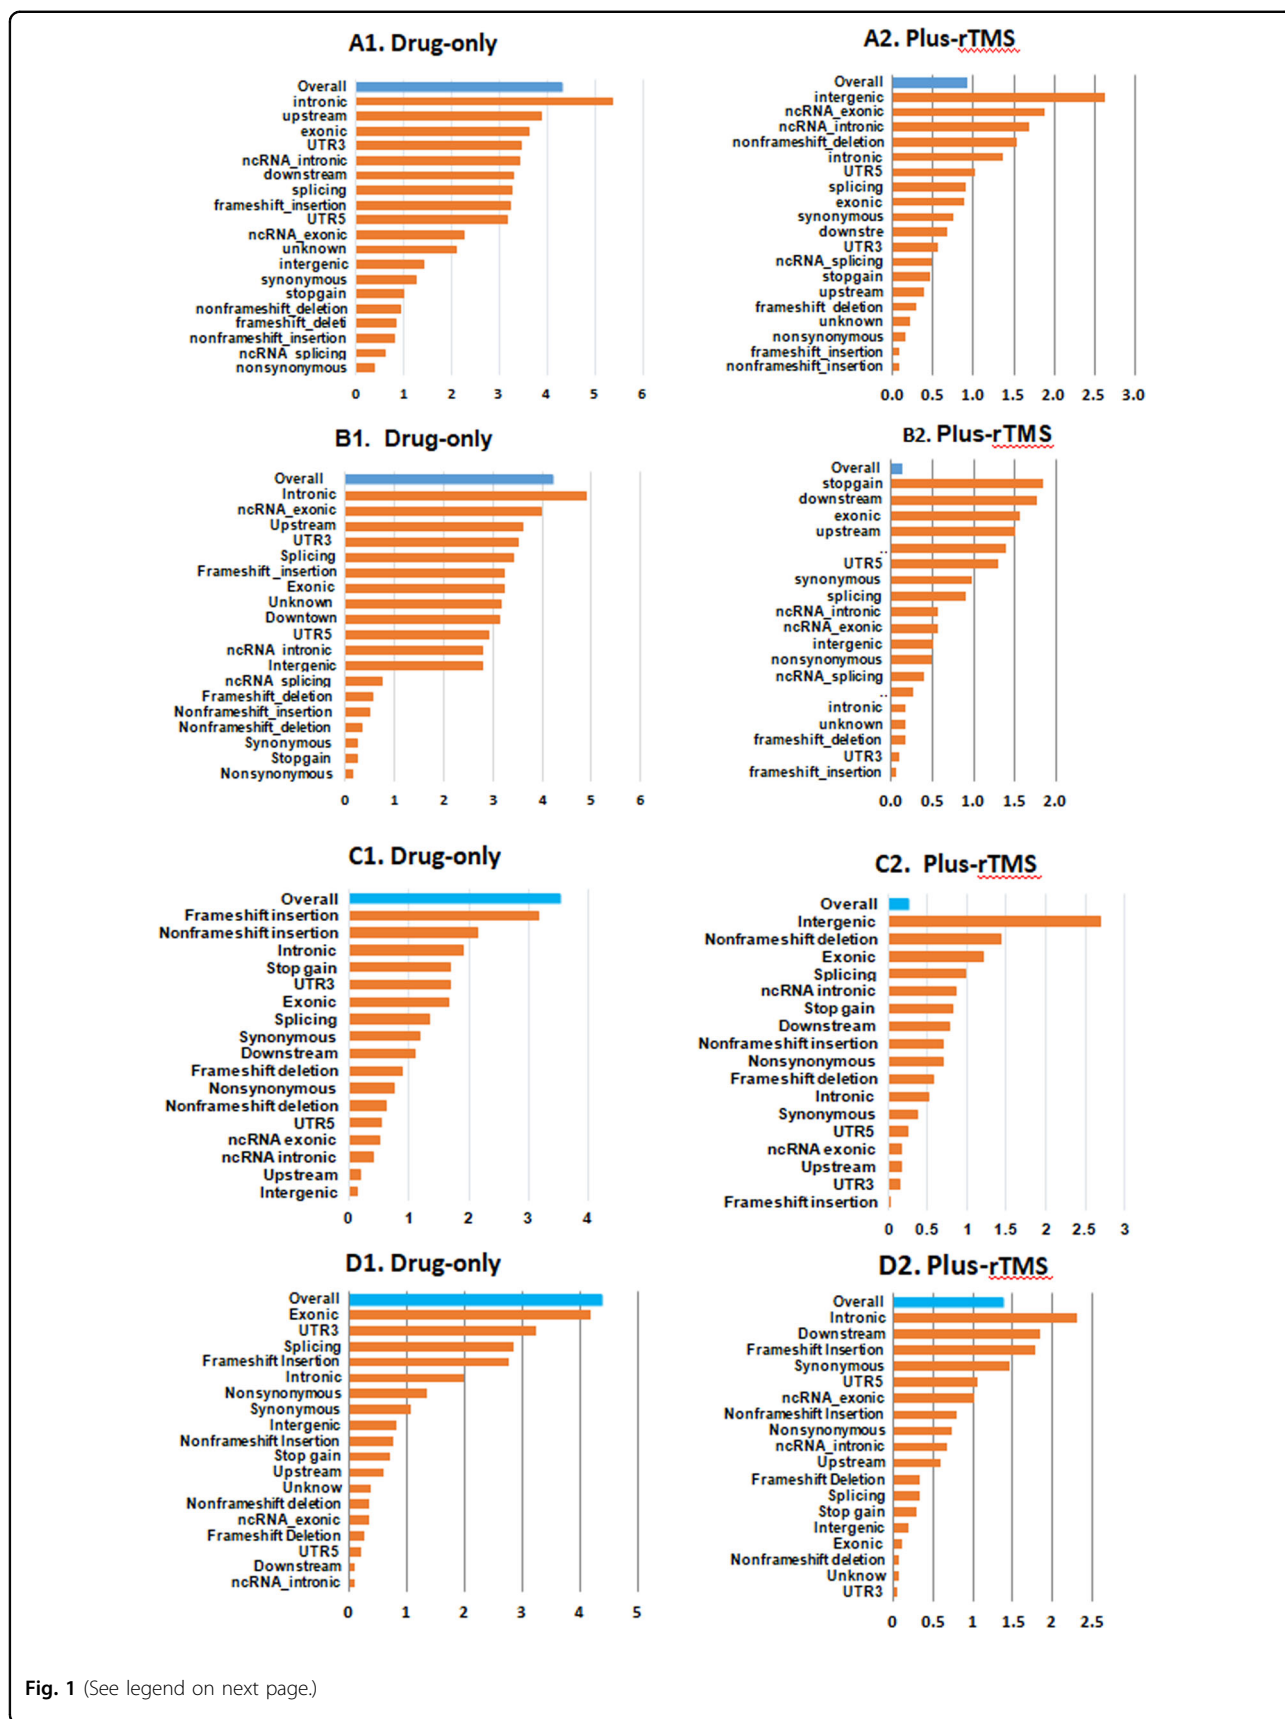 A1. Drug-only
Overall
intronic
upstream
exonic
UTR3
ncRNA_intronic
downstream
splicing
frameshift_insertion
UTR5
ncRNA_exonic
unknown
intergenic
synonymous
stopgain
nonframeshift_deletion
frameshift_deleti
nonframeshift_insertion
ncRNA_splicing
nonsynonymous
0 1 2 3 4 5 6
A2. Plus-rTMS
Overall
intergenic
ncRNA_exonic
ncRNA_intronic
nonframeshift_deletion
intronic
UTR5
splicing
exonic
synonymous
downstre
UTR3
ncRNA_splicing
stopgain
upstream
frameshift_deletion
unknown
nonsynonymous
frameshift_insertion
nonframeshift_insertion
0.0 0.5 1.0 1.5 2.0 2.5 3.0
B1. Drug-only
Overall
Intronic
ncRNA_exonic
Upstream
UTR3
Splicing
Frameshift_insertion
Exonic
Unknown
Downtown
UTR5
ncRNA_intronic
Intergenic
ncRNA_splicing
Frameshift_deletion
Nonframeshift_insertion
Nonframeshift_deletion
Synonymous
Stopgain
Nonsynonymous
0 1 2 3 4 5 6
B2. Plus-rTMS
Overall
stopgain
downstream
exonic
upstream
..
UTR5
synonymous
splicing
ncRNA_intronic
ncRNA_exonic
intergenic
nonsynonymous
ncRNA_splicing
..
intronic
unknown
frameshift_deletion
UTR3
frameshift_insertion
0.0 0.5 1.0 1.5 2.0
C1. Drug-only
Overall
Frameshift insertion
Nonframeshift insertion
Intronic
Stop gain
UTR3
Exonic
Splicing
Synonymous
Downstream
Frameshift deletion
Nonsynonymous
Nonframeshift deletion
UTR5
ncRNA exonic
ncRNA intronic
Upstream
Intergenic
0 1 2 3 4
C2. Plus-rTMS
Overall
Intergenic
Nonframeshift deletion
Exonic
Splicing
ncRNA intronic
Stop gain
Downstream
Nonframeshift insertion
Nonsynonymous
Frameshift deletion
Intronic
Synonymous
UTR5
ncRNA exonic
Upstream
UTR3
Frameshift insertion
0 0.5 1 1.5 2 2.5 3
D1. Drug-only
Overall
Exonic
UTR3
Splicing
Frameshift Insertion
Intronic
Nonsynonymous
Synonymous
Intergenic
Nonframeshift Insertion
Stop gain
Upstream
Unknow
Nonframeshift deletion
ncRNA_exonic
Frameshift Deletion
UTR5
Downstream
ncRNA_intronic
0 1 2 3 4 5
D2. Plus-rTMS
Overall
Intronic
Downstream
Frameshift Insertion
Synonymous
UTR5
ncRNA_exonic
Nonframeshift Insertion
Nonsynonymous
ncRNA_intronic
Upstream
Frameshift Deletion
Splicing
Stop gain
Intergenic
Exonic
Nonframeshift deletion
Unknow
UTR3
0 0.5 1 1.5 2 2.5
Fig. 1 (See legend on next page.)